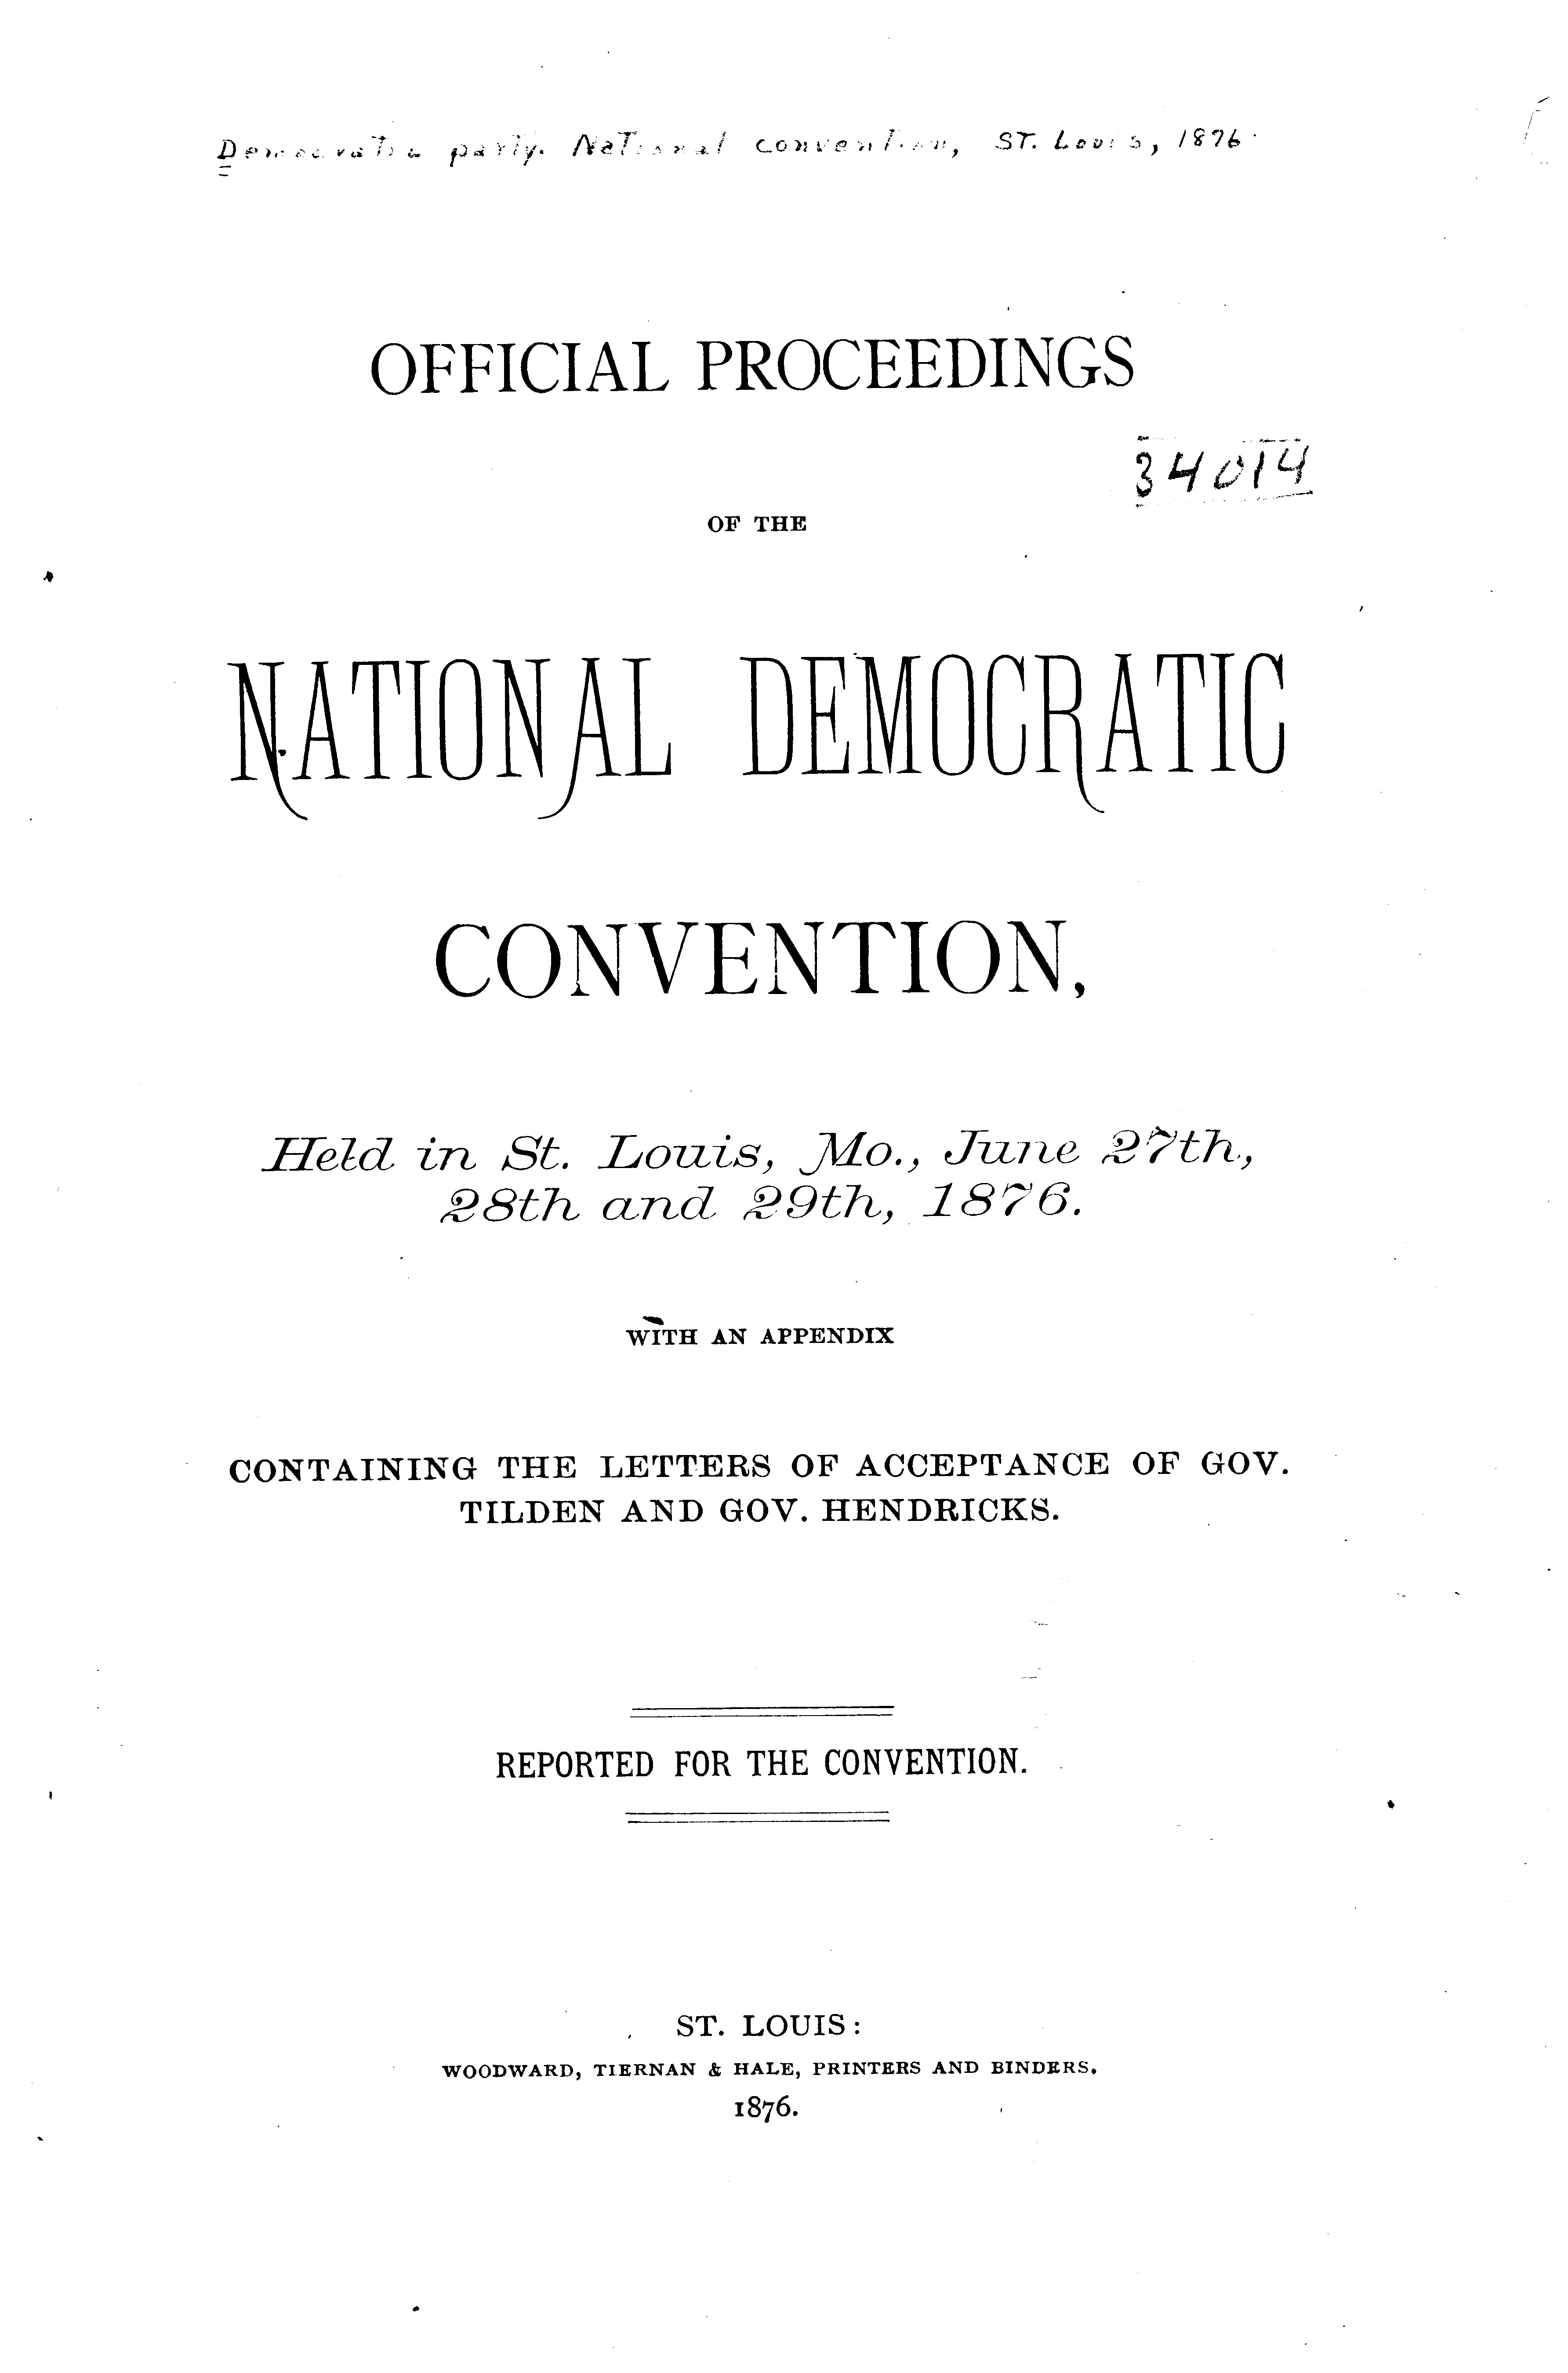 Democratic party. National convention, ST. Louis, 1876
OFFICIAL PROCEEDINGS
34014
OF THE
NATIONAL DEMOCRATIC
CONVENTION,
Held in St. Louis, Mo., June 27th,
28th and 29th, 1876.
WITH AN APPENDIX
CONTAINING THE LETTERS OF ACCEPTANCE OF GOV.
TILDEN AND GOV. HENDRICKS.
REPORTED FOR THE CONVENTION.
ST. LOUIS:
WOODWARD, TIERNAN & HALE, PRINTERS AND BINDERS.
1876.